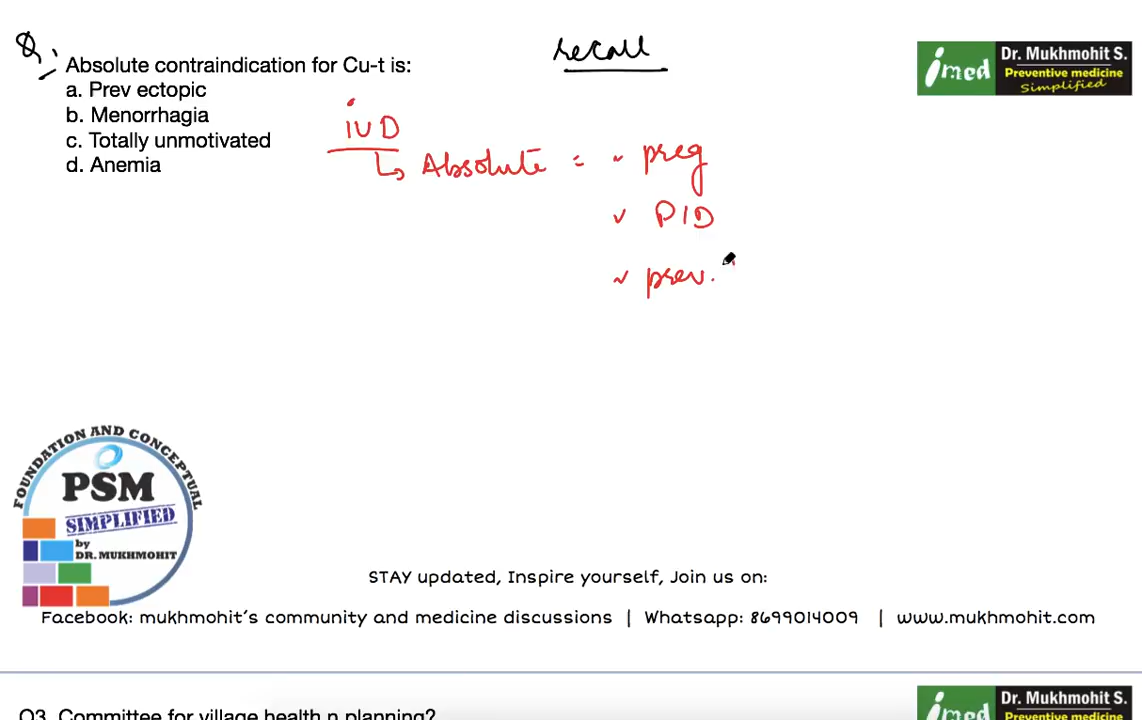 Q,
recall
Absolute contraindication for Cu-t is:
a. Prev ectopic
b. Menorrhagia
c. Totally unmotivated
d. Anemia
iUD
Absolute = preg
PID
prev.
imed
Dr. Mukhmohit S.
Preventive medicine
Simplified
FOUNDATION AND CONCEPTUAL
PSM
SIMPLIFIED
by
DR. MUKHMOHIT
STAY updated, Inspire yourself, Join us on:
Facebook: mukhmohit's community and medicine discussions | Whatsapp: 8699014009 | www.mukhmohit.com
Q3. Committee for village health n planning?
imed
Dr. Mukhmohit S.
Preventive medicine